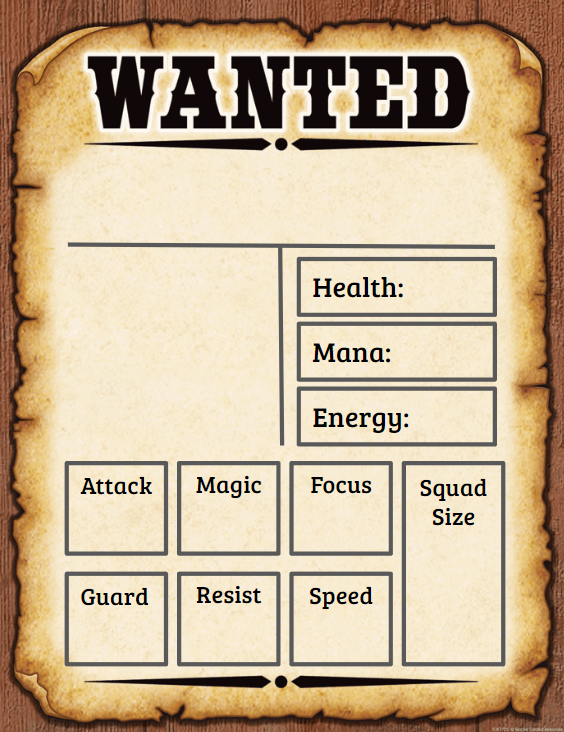 WANTED
Health:
Mana:
Energy:
Attack
Magic
Focus
Squad
Size
Guard
Resist
Speed